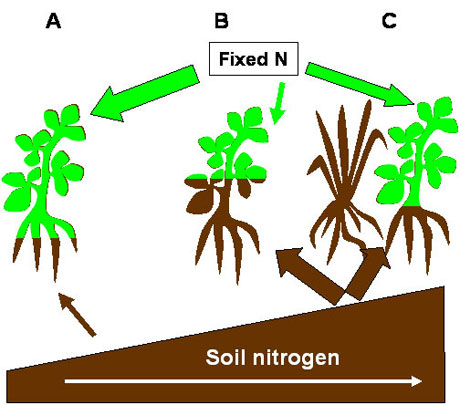 A B C
Fixed N
Soil nitrogen